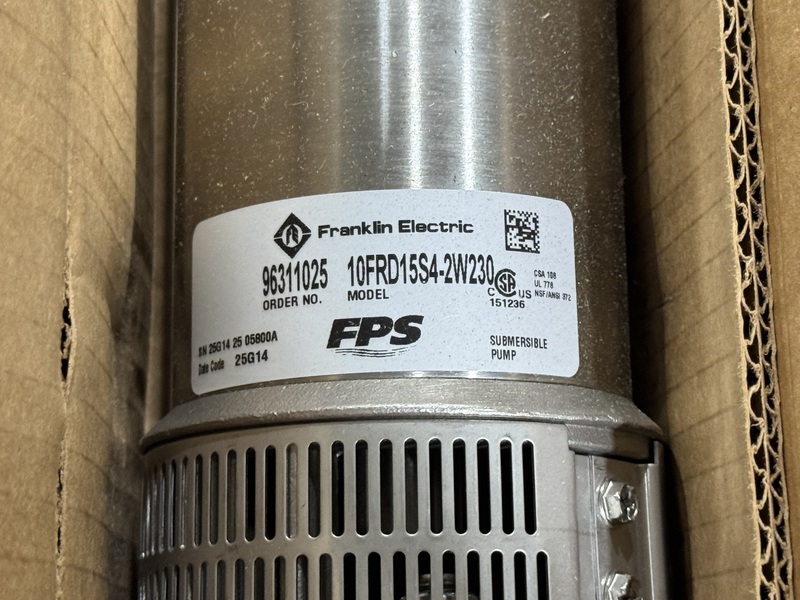 Franklin Electric
96311025 10FRD15S4-2W230
ORDER NO. MODEL
CSA 108
UL 778
NSF/ANSI 372
C US
151236
FPS
SUBMERSIBLE
PUMP
SN 25G14 25 05800A
Date Code 25G14